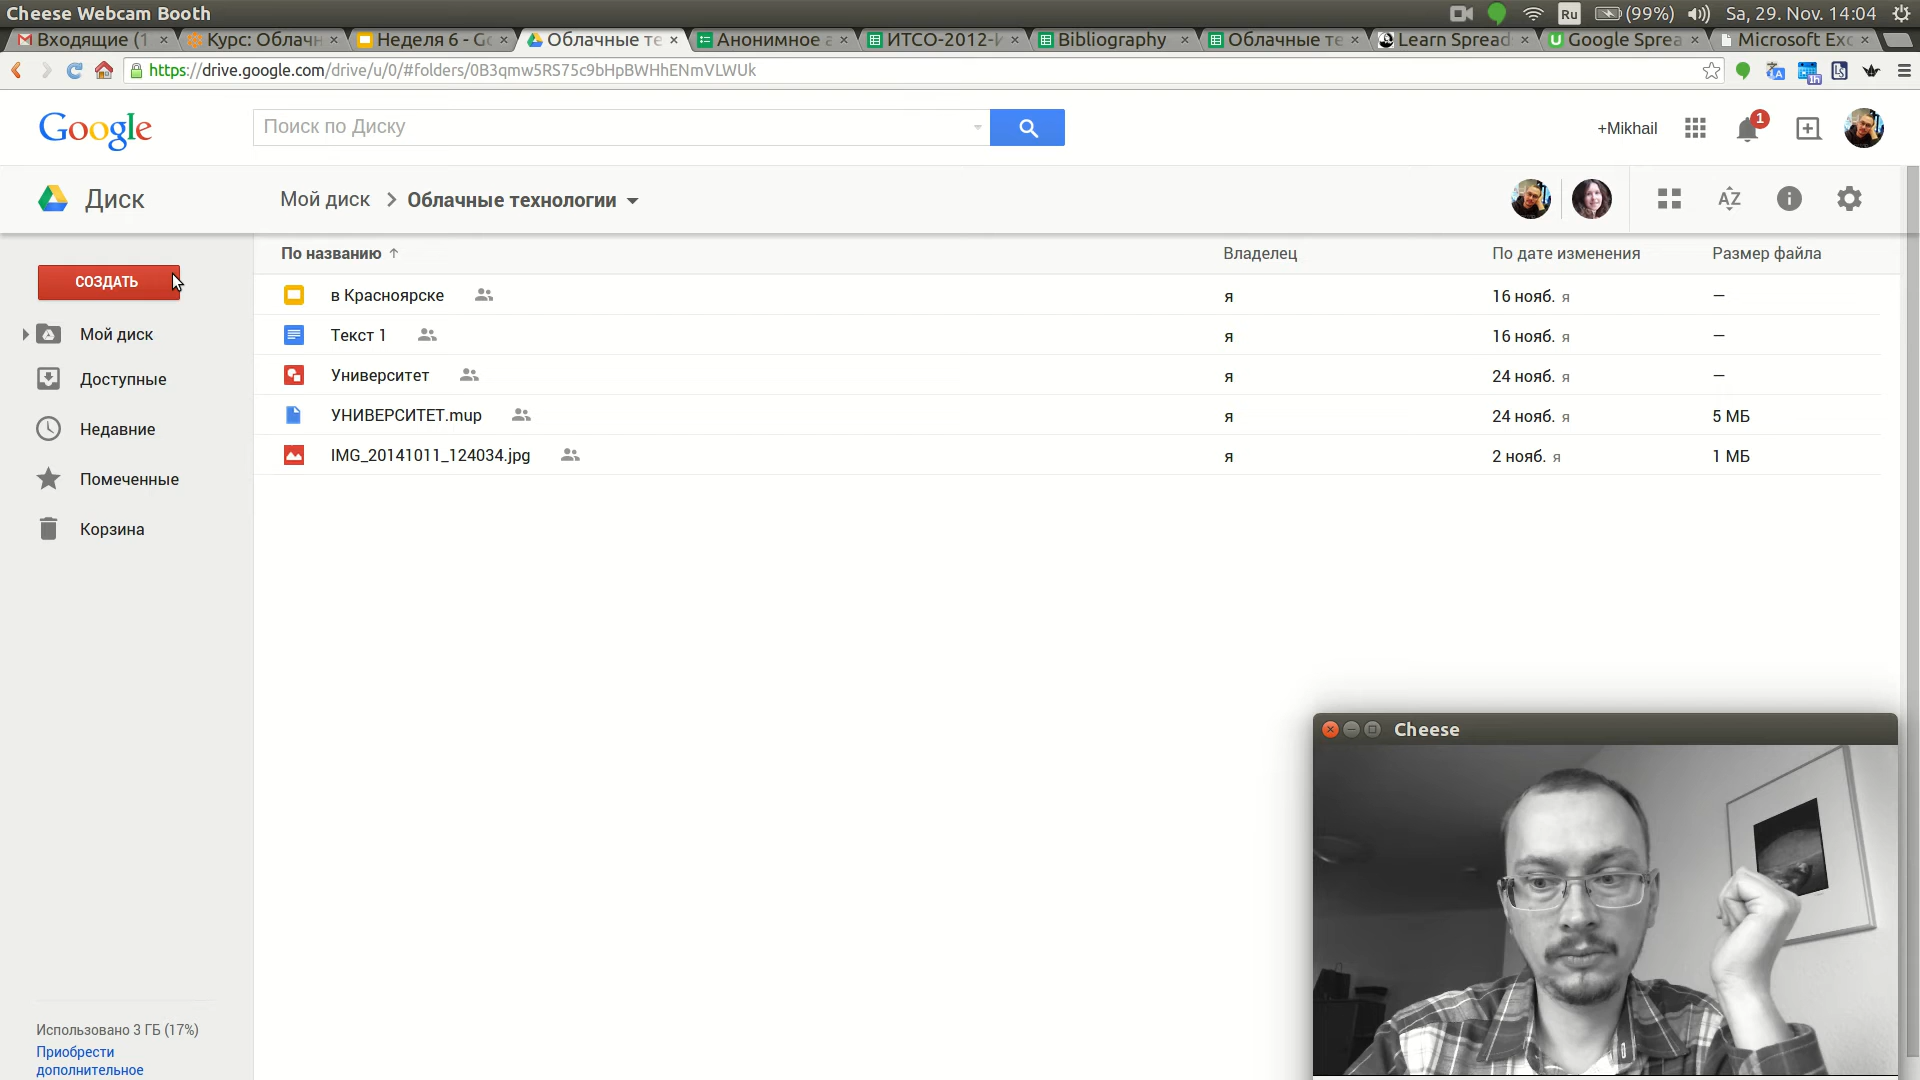 Cheese Webcam Booth
Ru
(99%)
Sa, 29. Nov. 14:04
Входящие (1
Курс: Облачн
Неделя 6 - Go
Облачные те
Анонимное а
ИТСО-2012-И
Bibliography
Облачные те
Learn Spread
Google Sprea
Microsoft Exc
https://drive.google.com/drive/u/0/#folders/0B3qmw5RS75c9bHpBWHhENmVLWUk
Google
Поиск по Диску
+Mikhail
1
Диск
Мой диск
Облачные технологии
AZ
По названию
Владелец
По дате изменения
Размер файла
СОЗДАТЬ
в Красноярске
я
16 нояб. я
—
Мой диск
Текст 1
я
16 нояб. я
—
Доступные
Университет
я
24 нояб. я
—
Недавние
УНИВЕРСИТЕТ.mup
я
24 нояб. я
5 МБ
Помеченные
IMG_20141011_124034.jpg
я
2 нояб. я
1 МБ
Корзина
Cheese
Использовано 3 ГБ (17%)
Приобрести
дополнительное